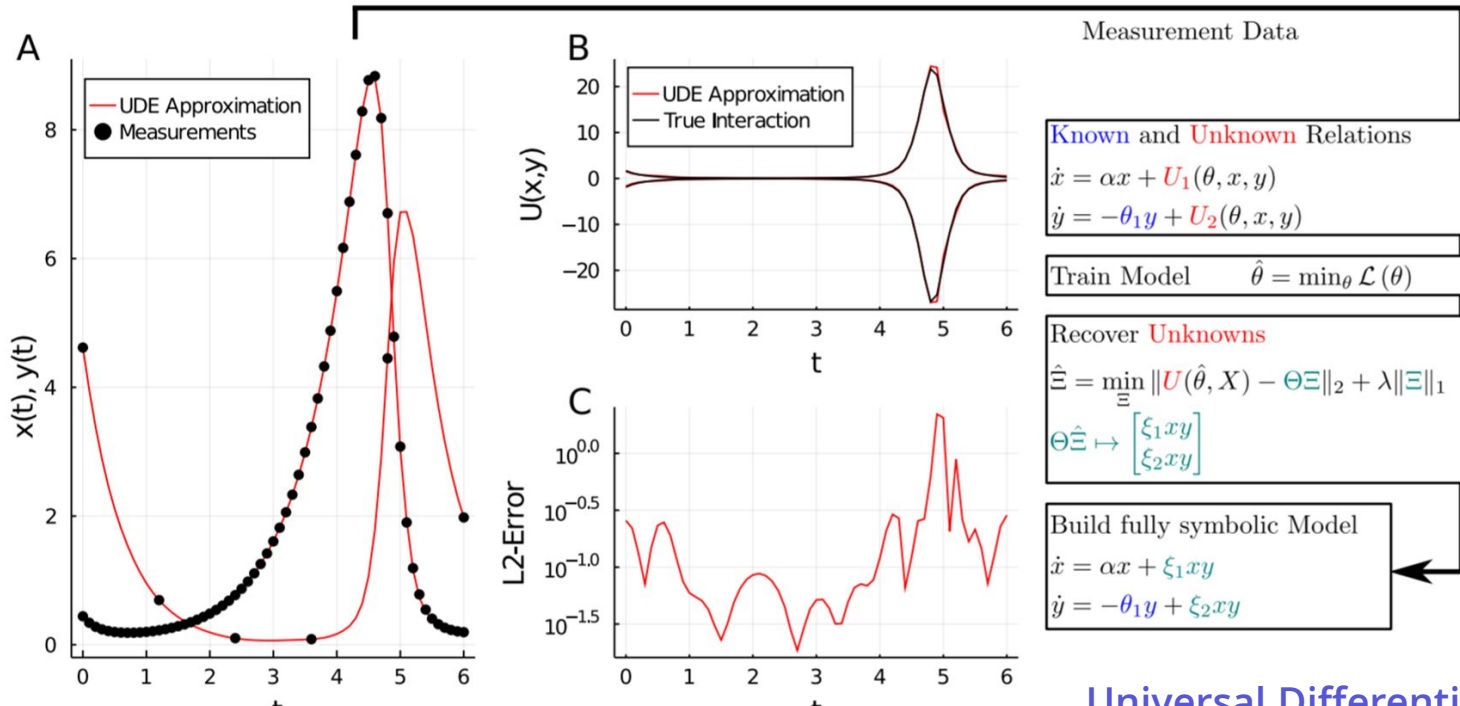 A
UDE Approximation
Measurements
x(t), y(t)
8
6
4
2
0
0 1 2 3 4 5 6
B
UDE Approximation
True Interaction
U(x,y)
20
10
0
−10
−20
0 1 2 3 4 5 6
t
C
L2-Error
10^0.0
10^−0.5
10^−1.0
10^−1.5
0 1 2 3 4 5 6
Measurement Data
Known and Unknown Relations
ẋ = αx + U₁(θ, x, y)
ẏ = −θ₁y + U₂(θ, x, y)
Train Model θ̂ = min_θ 𝓛 (θ)
Recover Unknowns
Ξ̂ = min_Ξ ‖U(θ̂, X) − ΘΞ‖₂ + λ‖Ξ‖₁
ΘΞ̂ ↦ [ξ₁xy
ξ₂xy]
Build fully symbolic Model
ẋ = αx + ξ₁xy
ẏ = −θ₁y + ξ₂xy
Universal Differenti